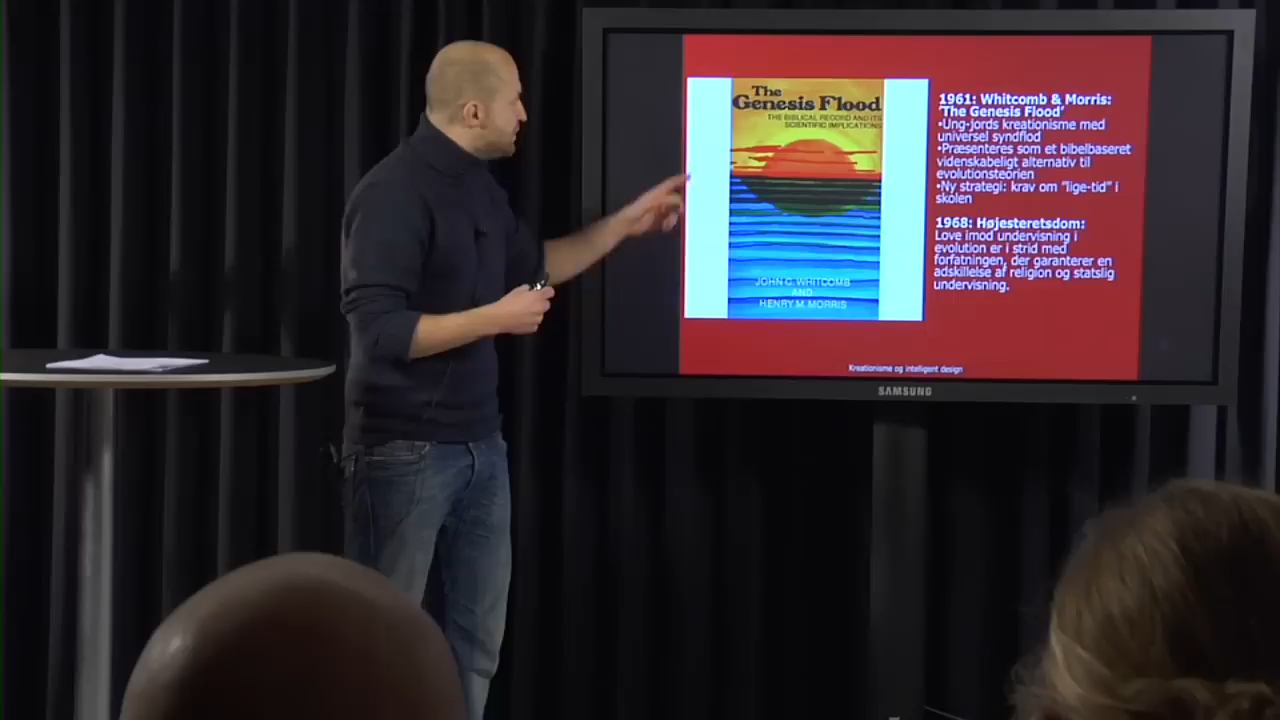 The
Genesis Flood
THE BIBLICAL RECORD AND ITS
SCIENTIFIC IMPLICATIONS
JOHN C. WHITCOMB
AND
HENRY M. MORRIS
1961: Whitcomb & Morris:
'The Genesis Flood'
•Ung-jords kreationisme med
universel syndflod
•Præsenteres som et bibelbaseret
videnskabeligt alternativ til
evolutionsteorien
•Ny strategi: krav om "lige-tid" i
skolen
1968: Højesteretsdom:
Love imod undervisning i
evolution er i strid med
forfatningen, der garanterer en
adskillelse af religion og statslig
undervisning.
Kreationisme og intelligent design
SAMSUNG